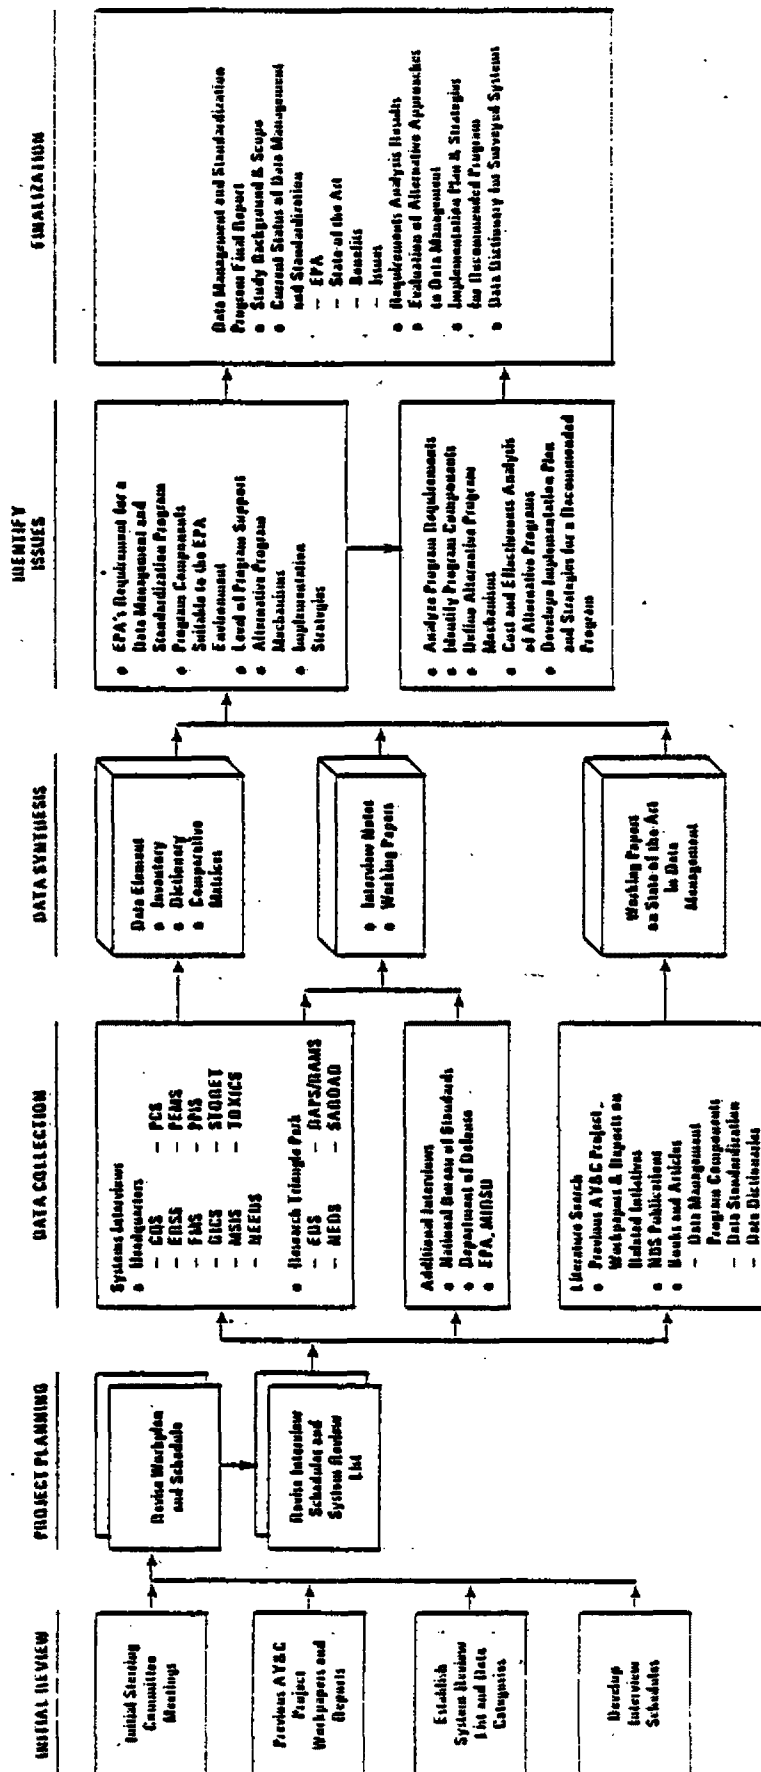 INITIAL REVIEW
Initial Steering
Committee
Meetings
Previous AY&C
Project
Workpapers and
Reports
Establish
System Review
List and Data
Categories
Develop
Interview
Schedules
PROJECT PLANNING
Revise Workplan
and Schedule
Revise Interview
Schedules and
System Review
List
DATA COLLECTION
Systems Interviews
● Headquarters
– CDS – PCS
– ERSS – PEMS
– FMS – PPIS
– GICS – STORET
– MSIS – TOXICS
– NEEDS
● Research Triangle Park
– EDS – RAPS/RAMS
– NEDS – SAROAD
Additional Interviews
● National Bureau of Standards
● Department of Defense
● EPA, MIDSD
Literature Search
● Previous AY&C Project
Workpapers & Reports on
Related Initiatives
● NBS Publications
● Books and Articles
– Data Management
Program Components
– Data Standardization
– Data Dictionaries
DATA SYNTHESIS
Data Element
● Inventory
● Dictionary
● Comparative
Matrices
● Interview Notes
● Working Papers
Working Papers
on State-of-the-Art
in Data
Management
IDENTIFY
ISSUES
● EPA's Requirement for a
Data Management and
Standardization Program
● Program Components
Suitable to the EPA
Environment
● Level of Program Support
● Alternative Program
Mechanisms
● Implementation
Strategies
● Analyze Program Requirements
● Identify Program Components
● Define Alternative Program
Mechanisms
● Cost and Effectiveness Analysis
of Alternative Programs
● Develop Implementation Plan
and Strategies for a Recommended
Program
FINALIZATION
Data Management and Standardization
Program Final Report
● Study Background & Scope
● Current Status of Data Management
and Standardization
– EPA
– State of the Art
– Benefits
– Issues
● Requirements Analysis Results
● Evaluation of Alternative Approaches
to Data Management
● Implementation Plan & Strategies
for Recommended Program
● Data Dictionary for Surveyed Systems